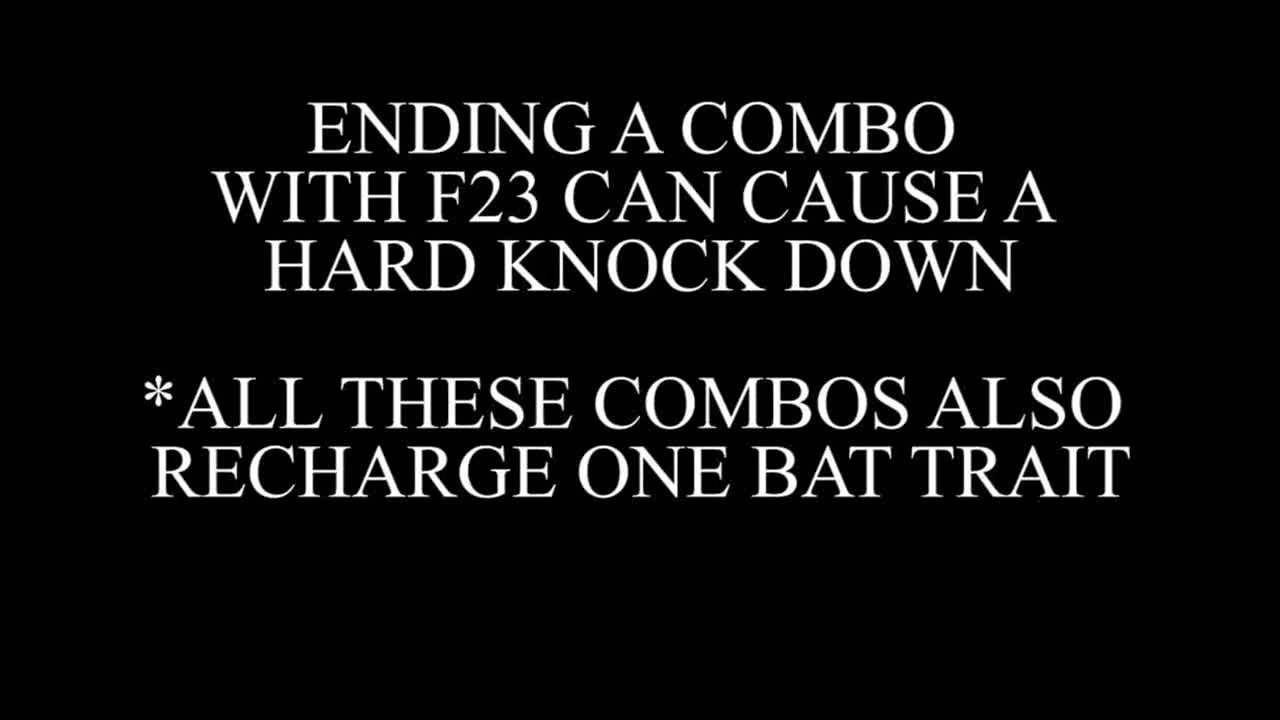 ENDING A COMBO
WITH F23 CAN CAUSE A
HARD KNOCK DOWN
*ALL THESE COMBOS ALSO
RECHARGE ONE BAT TRAIT